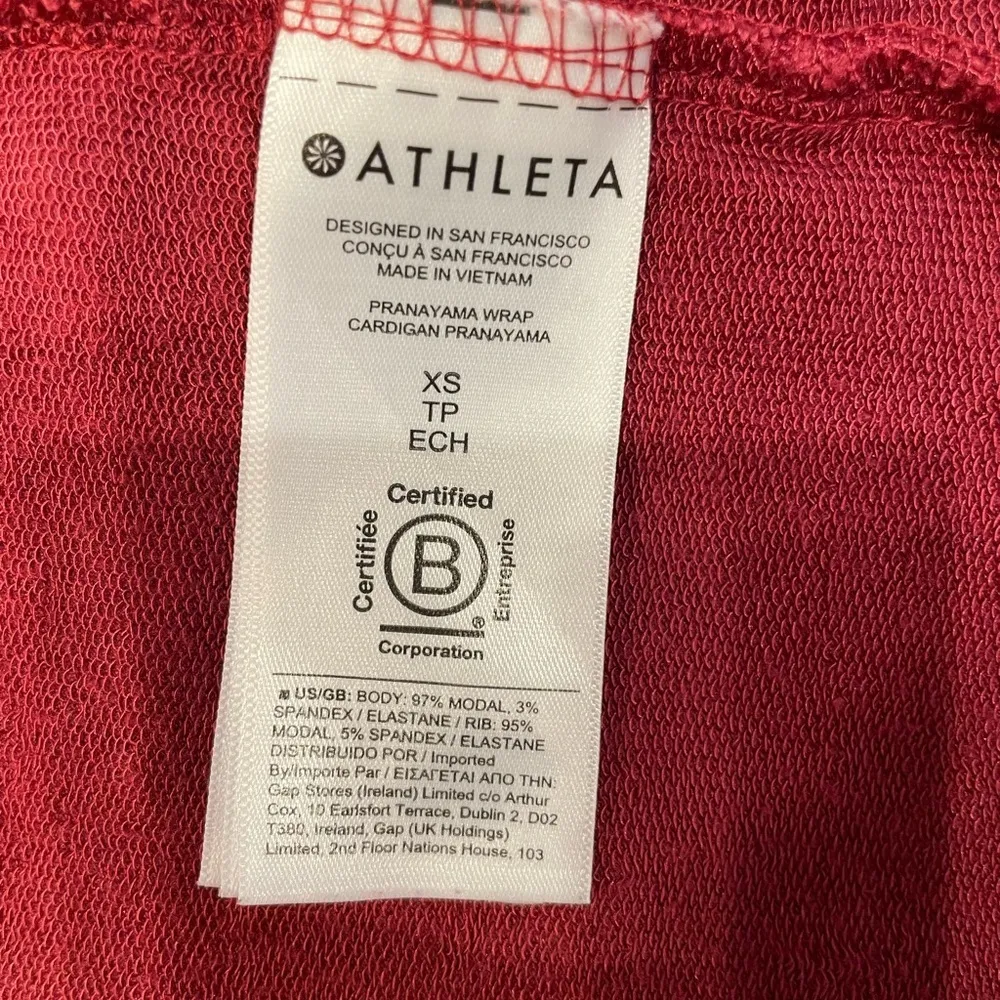 ATHLETA
DESIGNED IN SAN FRANCISCO
CONÇU À SAN FRANCISCO
MADE IN VIETNAM
PRANAYAMA WRAP
CARDIGAN PRANAYAMA
XS
TP
ECH
Certified
Certifiée
B
Entreprise
®
Corporation
US/GB: BODY: 97% MODAL, 3%
SPANDEX / ELASTANE / RIB: 95%
MODAL, 5% SPANDEX / ELASTANE
DISTRIBUIDO POR / Imported
By/Importe Par / ΕΙΣΑΓΕΤΑΙ ΑΠΟ ΤΗΝ:
Gap Stores (Ireland) Limited c/o Arthur
Cox, 10 Earlsfort Terrace, Dublin 2, D02
T380, Ireland, Gap (UK Holdings)
Limited, 2nd Floor Nations House, 103